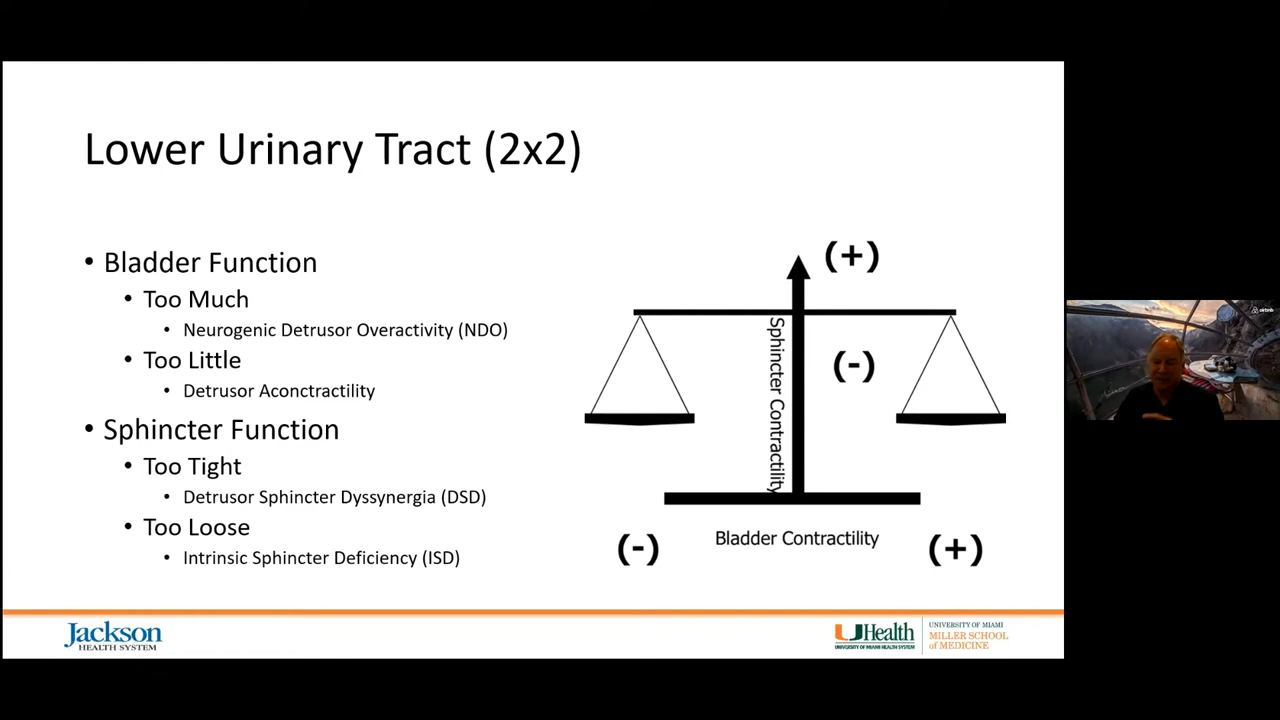 Lower Urinary Tract (2x2)
• Bladder Function
• Too Much
• Neurogenic Detrusor Overactivity (NDO)
• Too Little
• Detrusor Aconctractility
• Sphincter Function
• Too Tight
• Detrusor Sphincter Dyssynergia (DSD)
• Too Loose
• Intrinsic Sphincter Deficiency (ISD)
(+)
Sphincter Contractility
(-)
(-)
Bladder Contractility
(+)
Jackson
HEALTH SYSTEM
UHealth
UNIVERSITY OF MIAMI HEALTH SYSTEM
UNIVERSITY OF MIAMI
MILLER SCHOOL
of MEDICINE
airbnb